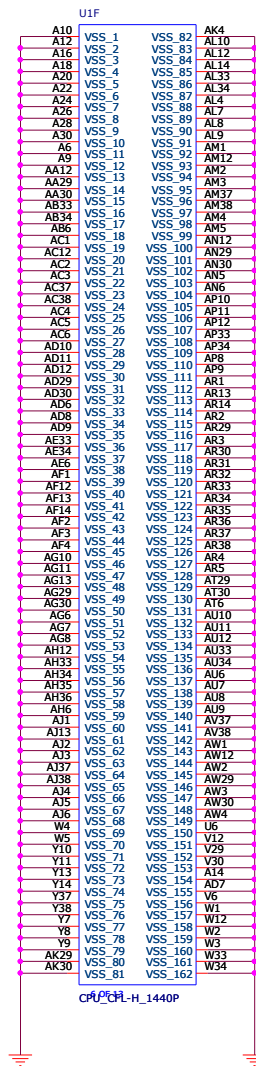 U1F
A10 VSS_1 VSS_82 AK4
A12 VSS_2 VSS_83 AL10
A16 VSS_3 VSS_84 AL12
A18 VSS_4 VSS_85 AL14
A20 VSS_5 VSS_86 AL33
A22 VSS_6 VSS_87 AL34
A24 VSS_7 VSS_88 AL4
A26 VSS_8 VSS_89 AL7
A28 VSS_9 VSS_90 AL8
A30 VSS_10 VSS_91 AL9
A6 VSS_11 VSS_92 AM1
A9 VSS_12 VSS_93 AM12
AA12 VSS_13 VSS_94 AM2
AA29 VSS_14 VSS_95 AM3
AA30 VSS_15 VSS_96 AM37
AB33 VSS_16 VSS_97 AM38
AB34 VSS_17 VSS_98 AM4
AB6 VSS_18 VSS_99 AM5
AC1 VSS_19 VSS_100 AN12
AC12 VSS_20 VSS_101 AN29
AC2 VSS_21 VSS_102 AN30
AC3 VSS_22 VSS_103 AN5
AC37 VSS_23 VSS_104 AN6
AC38 VSS_24 VSS_105 AP10
AC4 VSS_25 VSS_106 AP11
AC5 VSS_26 VSS_107 AP12
AC6 VSS_27 VSS_108 AP33
AD10 VSS_28 VSS_109 AP34
AD11 VSS_29 VSS_110 AP8
AD12 VSS_30 VSS_111 AP9
AD29 VSS_31 VSS_112 AR1
AD30 VSS_32 VSS_113 AR13
AD6 VSS_33 VSS_114 AR14
AD8 VSS_34 VSS_115 AR2
AD9 VSS_35 VSS_116 AR29
AE33 VSS_36 VSS_117 AR3
AE34 VSS_37 VSS_118 AR30
AE6 VSS_38 VSS_119 AR31
AF1 VSS_39 VSS_120 AR32
AF12 VSS_40 VSS_121 AR33
AF13 VSS_41 VSS_122 AR34
AF14 VSS_42 VSS_123 AR35
AF2 VSS_43 VSS_124 AR36
AF3 VSS_44 VSS_125 AR37
AF4 VSS_45 VSS_126 AR38
AG10 VSS_46 VSS_127 AR4
AG11 VSS_47 VSS_128 AR5
AG13 VSS_48 VSS_129 AT29
AG29 VSS_49 VSS_130 AT30
AG30 VSS_50 VSS_131 AT6
AG6 VSS_51 VSS_132 AU10
AG7 VSS_52 VSS_133 AU11
AG8 VSS_53 VSS_134 AU12
AH12 VSS_54 VSS_135 AU33
AH33 VSS_55 VSS_136 AU34
AH34 VSS_56 VSS_137 AU6
AH35 VSS_57 VSS_138 AU7
AH36 VSS_58 VSS_139 AU8
AH6 VSS_59 VSS_140 AU9
AJ1 VSS_60 VSS_141 AV37
AJ13 VSS_61 VSS_142 AV38
AJ2 VSS_62 VSS_143 AW1
AJ3 VSS_63 VSS_144 AW12
AJ37 VSS_64 VSS_145 AW2
AJ38 VSS_65 VSS_146 AW29
AJ4 VSS_66 VSS_147 AW3
AJ5 VSS_67 VSS_148 AW30
AJ6 VSS_68 VSS_149 AW4
W4 VSS_69 VSS_150 U6
W5 VSS_70 VSS_151 V12
Y10 VSS_71 VSS_152 V29
Y11 VSS_72 VSS_153 V30
Y13 VSS_73 VSS_154 A14
Y14 VSS_74 VSS_155 AD7
Y37 VSS_75 VSS_156 V6
Y38 VSS_76 VSS_157 W1
Y7 VSS_77 VSS_158 W12
Y8 VSS_78 VSS_159 W2
Y9 VSS_79 VSS_160 W3
AK29 VSS_80 VSS_161 W33
AK30 VSS_81 VSS_162 W34
6 OF 13
CPU_CFL-H_1440P